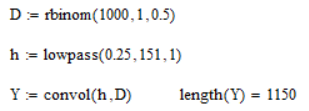 D := rbinom(1000,1,0.5)
h := lowpass(0.25,151,1)
Y := convol(h,D) length(Y) = 1150